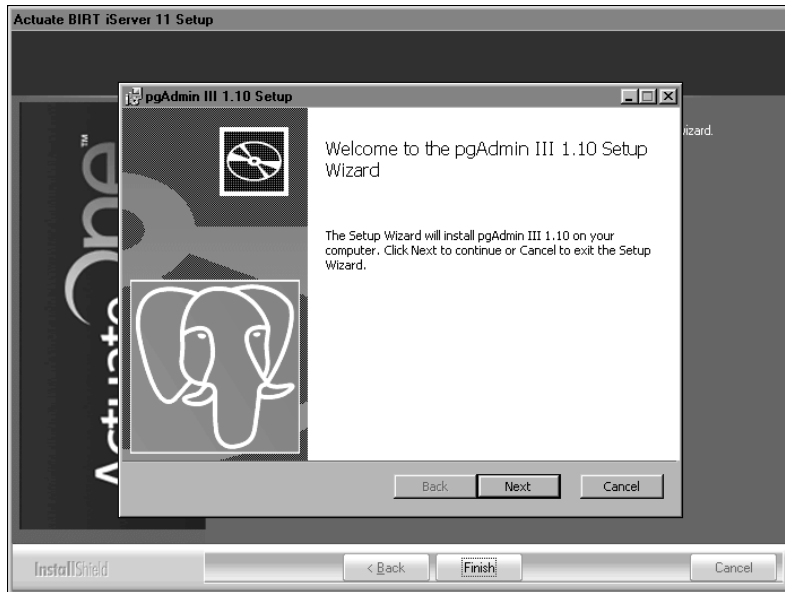 Actuate BIRT iServer 11 Setup
pgAdmin III 1.10 Setup
izard.
Welcome to the pgAdmin III 1.10 Setup
Wizard
The Setup Wizard will install pgAdmin III 1.10 on your
computer. Click Next to continue or Cancel to exit the Setup
Wizard.
Back
Next
Cancel
ActuateOne™
InstallShield
< Back
Finish
Cancel